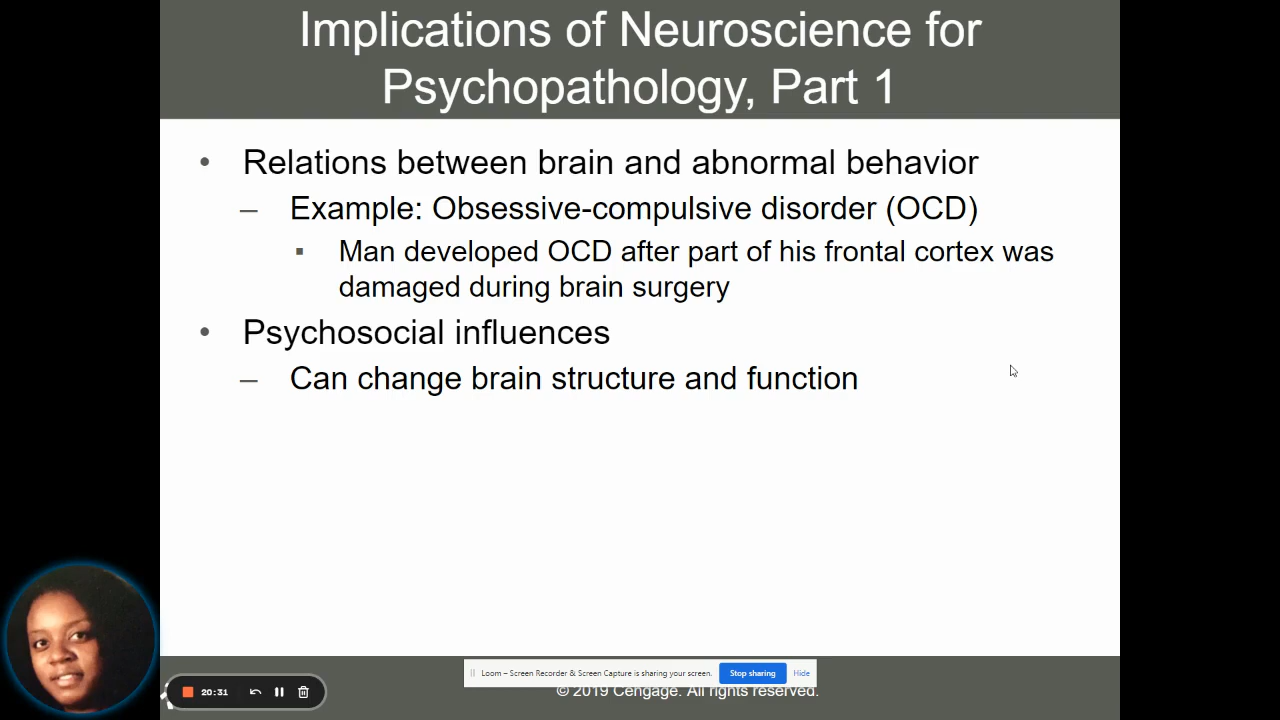 Implications of Neuroscience for
Psychopathology, Part 1
• Relations between brain and abnormal behavior
– Example: Obsessive-compulsive disorder (OCD)
▪ Man developed OCD after part of his frontal cortex was
damaged during brain surgery
• Psychosocial influences
– Can change brain structure and function
Loom – Screen Recorder & Screen Capture is sharing your screen. Stop sharing Hide
20:31
© 2019 Cengage. All rights reserved.